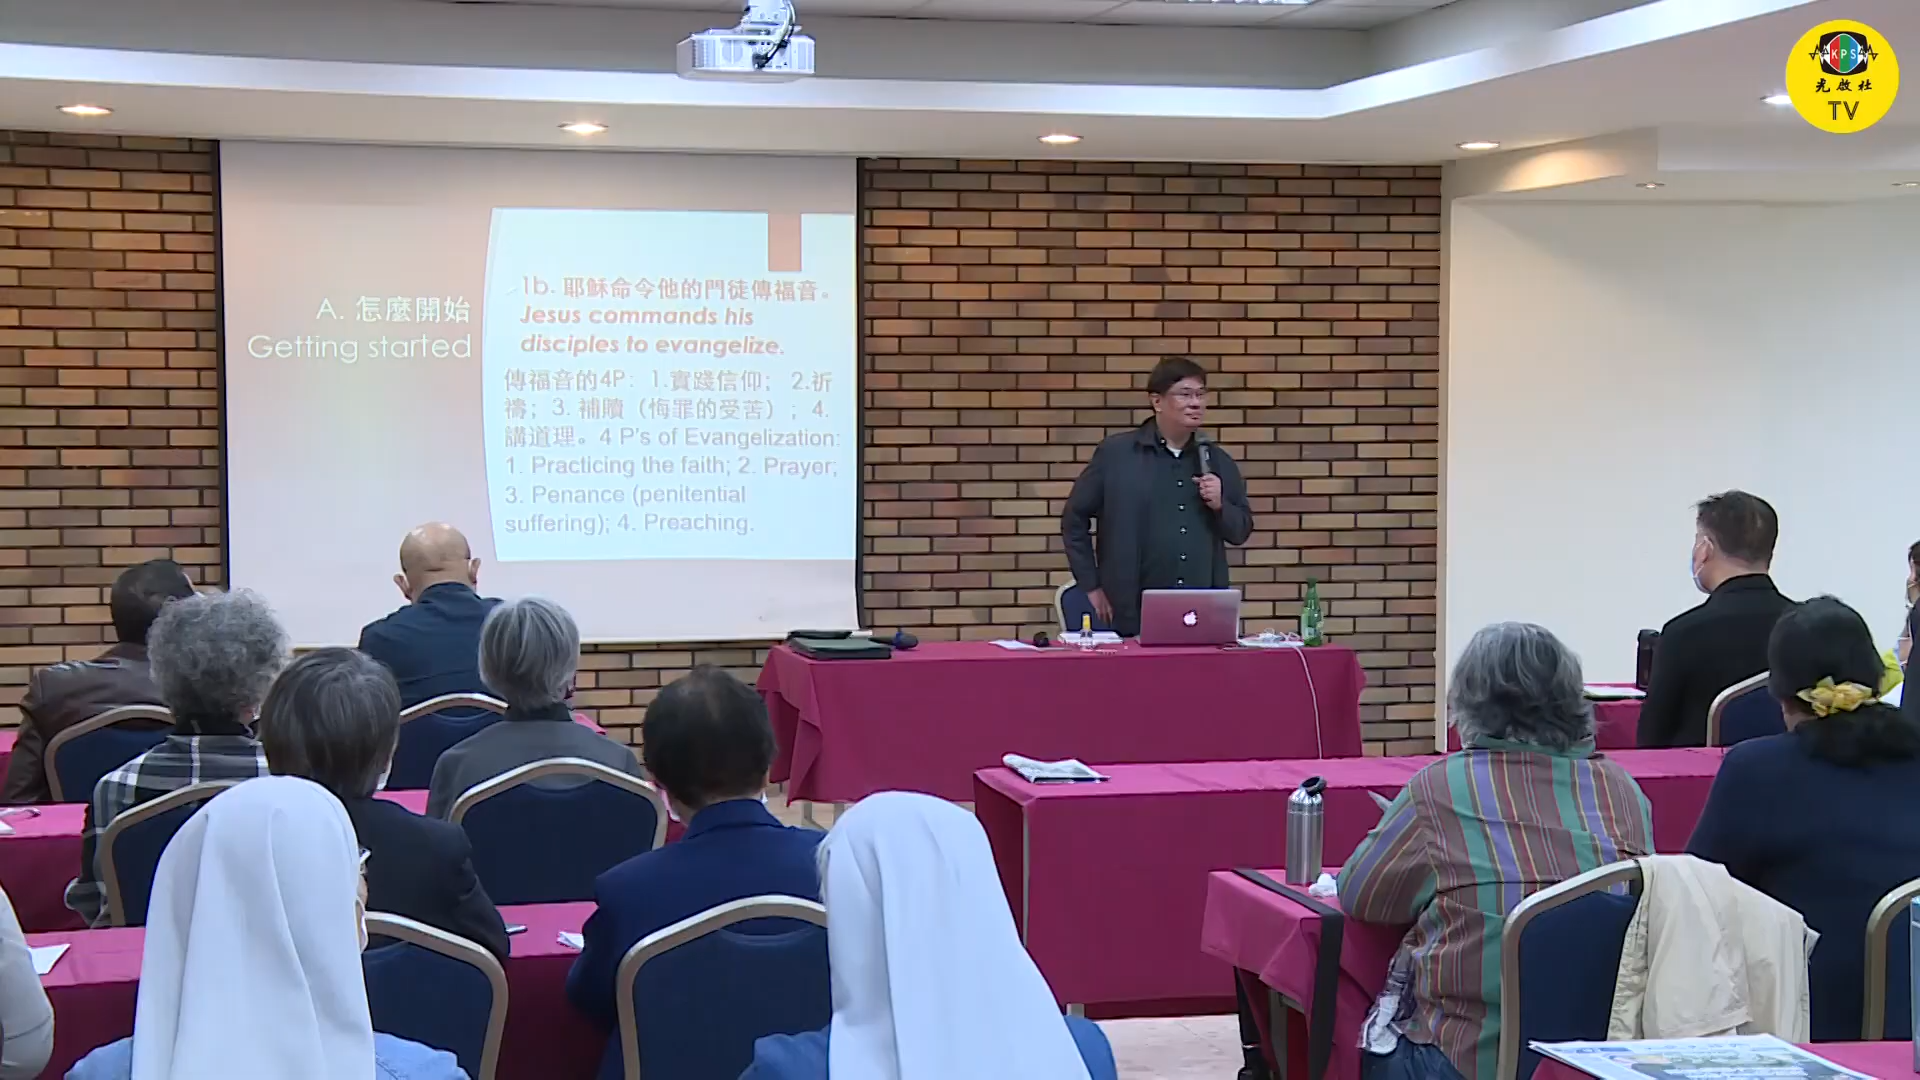 KPS
光啟社
TV
A. 怎麼開始
Getting started
1b. 耶穌命令他的門徒傳福音。
Jesus commands his
disciples to evangelize.
傳福音的4P：1.實踐信仰； 2.祈
禱；3. 補贖（悔罪的受苦）；4.
講道理。4 P's of Evangelization:
1. Practicing the faith; 2. Prayer;
3. Penance (penitential
suffering); 4. Preaching.